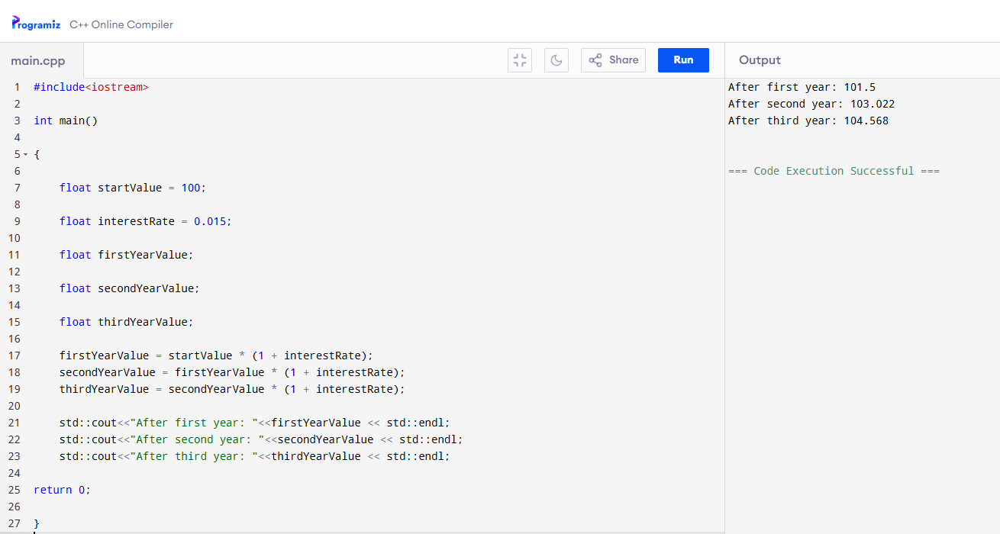 Programiz C++ Online Compiler
main.cpp Share Run Output
1 #include<iostream>
2
3 int main()
4
5 {
6
7 float startValue = 100;
8
9 float interestRate = 0.015;
10
11 float firstYearValue;
12
13 float secondYearValue;
14
15 float thirdYearValue;
16
17 firstYearValue = startValue * (1 + interestRate);
18 secondYearValue = firstYearValue * (1 + interestRate);
19 thirdYearValue = secondYearValue * (1 + interestRate);
20
21 std::cout<<"After first year: "<<firstYearValue << std::endl;
22 std::cout<<"After second year: "<<secondYearValue << std::endl;
23 std::cout<<"After third year: "<<thirdYearValue << std::endl;
24
25 return 0;
26
27 }
After first year: 101.5
After second year: 103.022
After third year: 104.568
=== Code Execution Successful ===